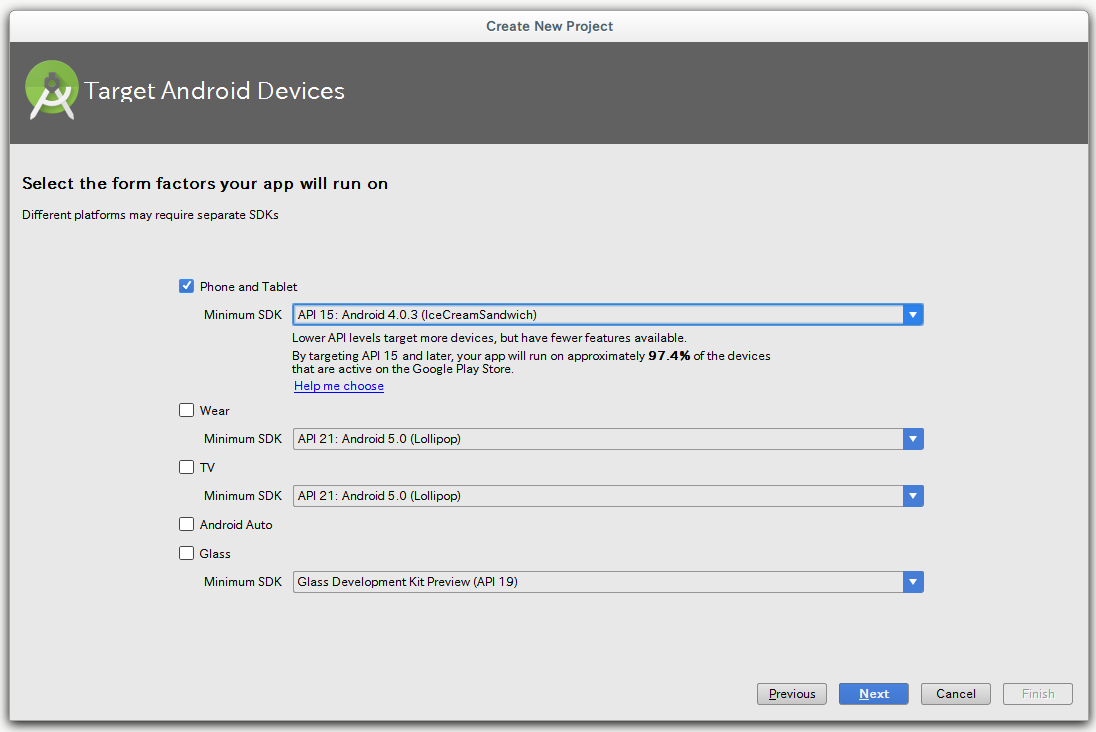 Create New Project
Target Android Devices
Select the form factors your app will run on
Different platforms may require separate SDKs
Phone and Tablet
Minimum SDK API 15: Android 4.0.3 (IceCreamSandwich)
Lower API levels target more devices, but have fewer features available.
By targeting API 15 and later, your app will run on approximately 97.4% of the devices
that are active on the Google Play Store.
Help me choose
Wear
Minimum SDK API 21: Android 5.0 (Lollipop)
TV
Minimum SDK API 21: Android 5.0 (Lollipop)
Android Auto
Glass
Minimum SDK Glass Development Kit Preview (API 19)
Previous Next Cancel Finish